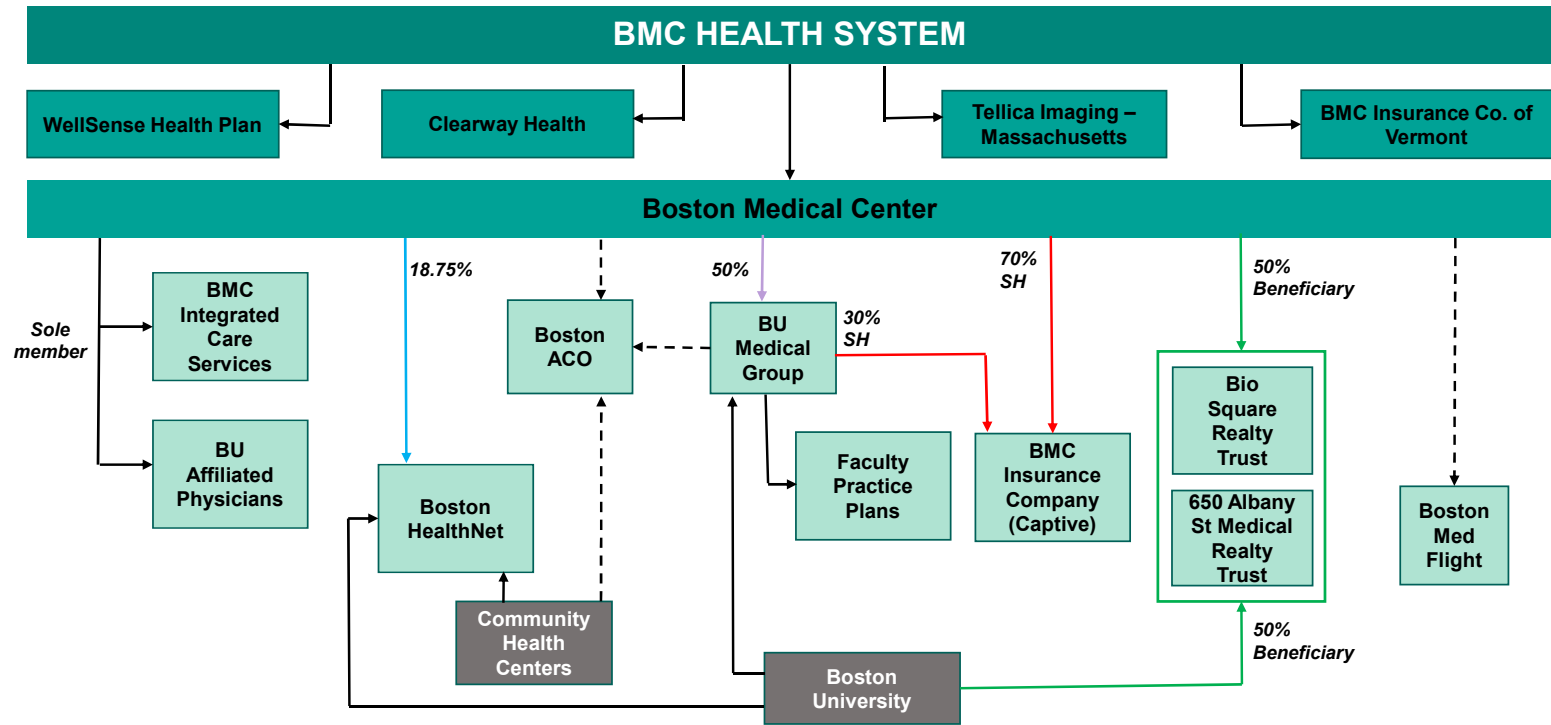 BMC HEALTH SYSTEM
WellSense Health Plan
Clearway Health
Tellica Imaging –
Massachusetts
BMC Insurance Co. of
Vermont
Boston Medical Center
Sole
member
BMC
Integrated
Care
Services
BU
Affiliated
Physicians
18.75%
Boston
HealthNet
Boston
ACO
Community
Health
Centers
50%
BU
Medical
Group
30%
SH
Faculty
Practice
Plans
70%
SH
BMC
Insurance
Company
(Captive)
50%
Beneficiary
Bio
Square
Realty
Trust
650 Albany
St Medical
Realty
Trust
50%
Beneficiary
Boston
University
Boston
Med
Flight